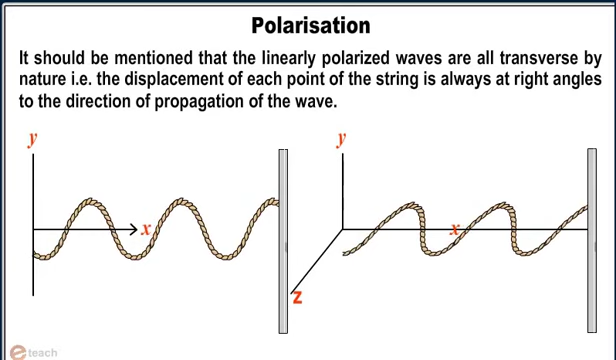 Polarisation
It should be mentioned that the linearly polarized waves are all transverse by
nature i.e. the displacement of each point of the string is always at right angles
to the direction of propagation of the wave.
y
y
x
x
z
e teach